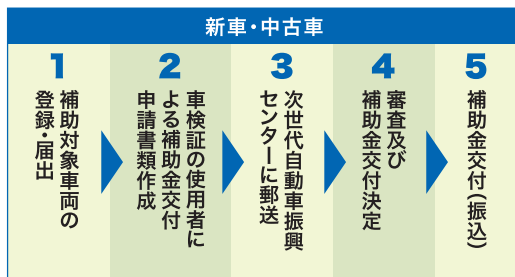 新車・中古車
1
補助対象車両の
登録・届出
2
車検証の使用者に
よる補助金交付
申請書類作成
3
次世代自動車振興
センターに郵送
4
審査及び
補助金交付決定
5
補助金交付(振込)